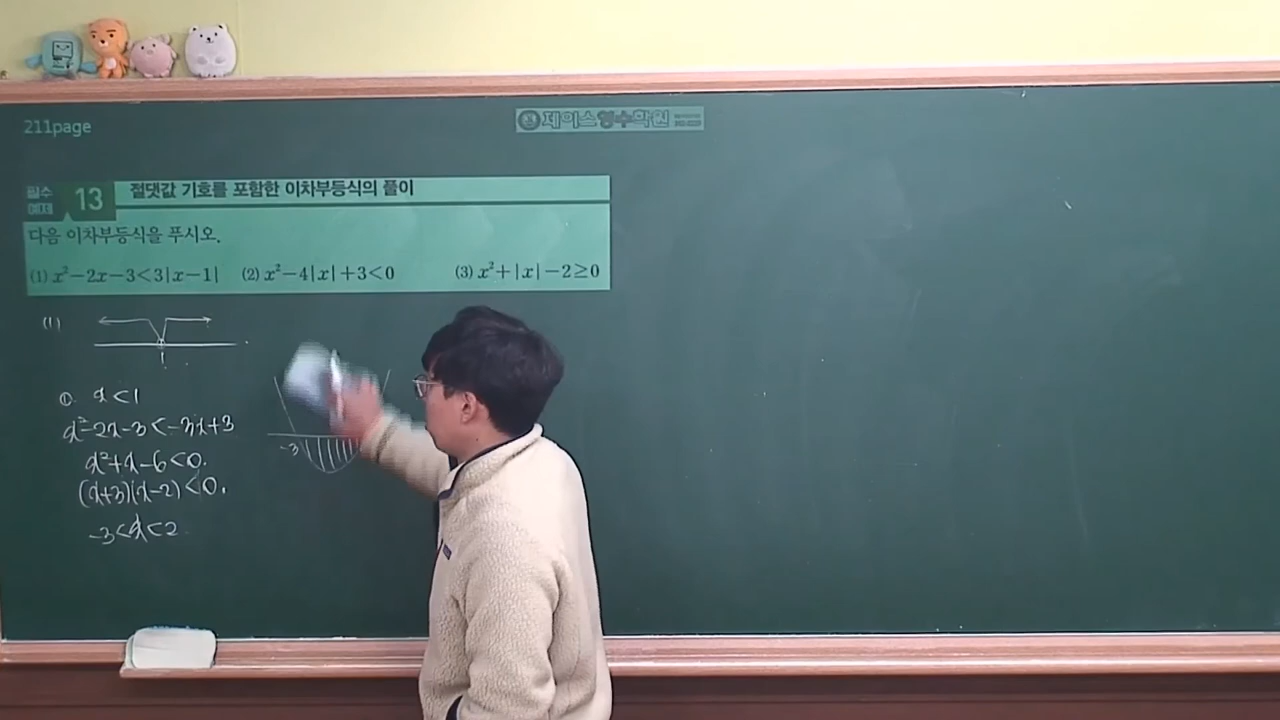 211page
제이스영수학원
필수 예제 13 절댓값 기호를 포함한 이차부등식의 풀이
다음 이차부등식을 푸시오.
(1) x²-2x-3<3|x-1| (2) x²-4|x|+3<0 (3) x²+|x|-2≥0
(1)
1
①. x<1
x²-2x-3<-3x+3
x²+x-6<0.
(x+3)(x-2)<0.
-3<x<2.
-3